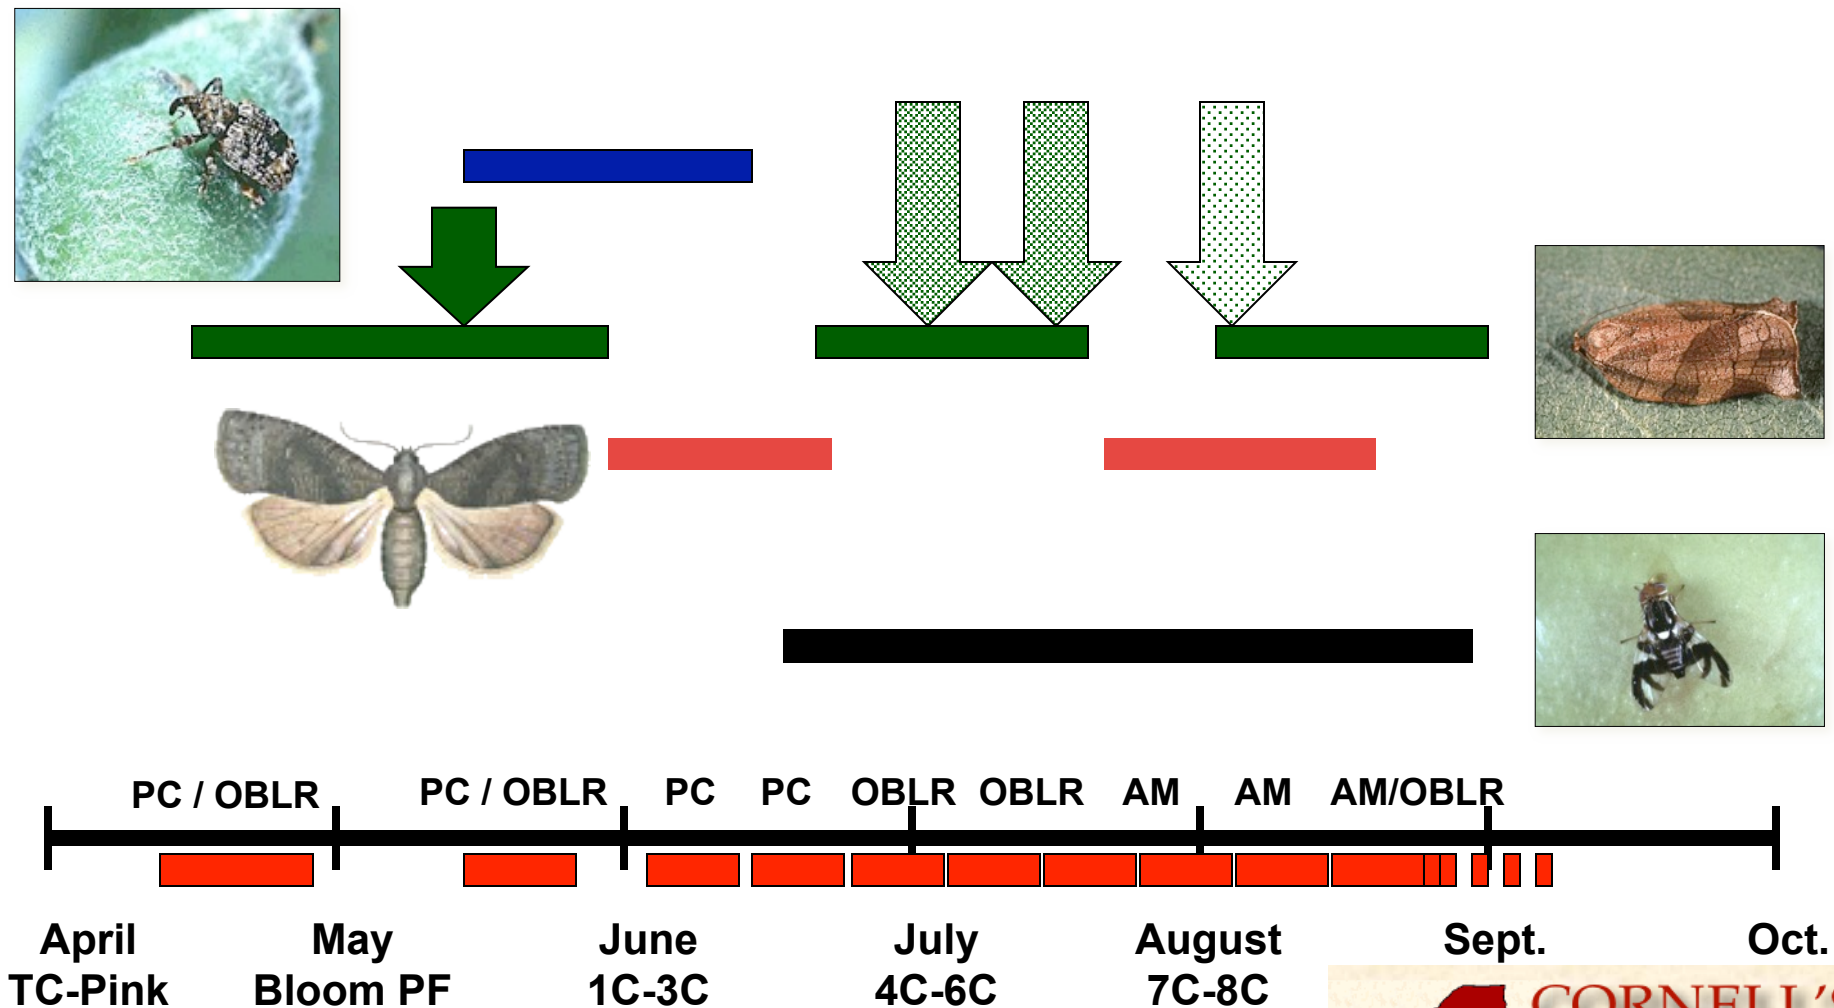 PC / OBLR PC / OBLR PC PC OBLR OBLR AM AM AM/OBLR
April May June July August Sept. Oct.
TC-Pink Bloom PF 1C-3C 4C-6C 7C-8C
CORNELL'S